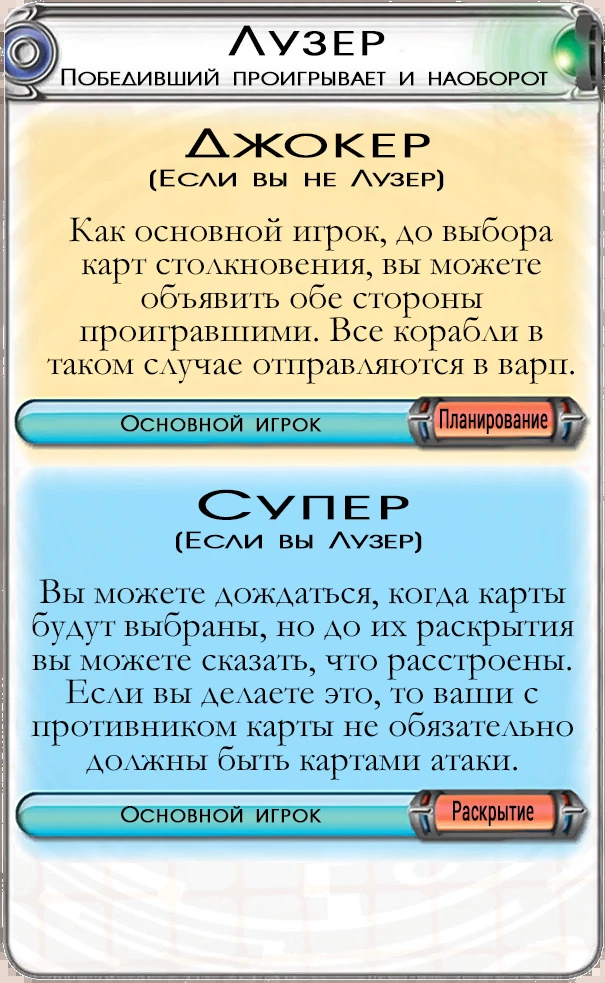 Лузер
Победивший проигрывает и наоборот
Джокер
(Если вы не Лузер)
Как основной игрок, до выбора
карт столкновения, вы можете
объявить обе стороны
проигравшими. Все корабли в
таком случае отправляются в варп.
Основной игрок
Планирование
Супер
(Если вы Лузер)
Вы можете дождаться, когда карты
будут выбраны, но до их раскрытия
вы можете сказать, что расстроены.
Если вы делаете это, то ваши с
противником карты не обязательно
должны быть картами атаки.
Основной игрок
Раскрытие